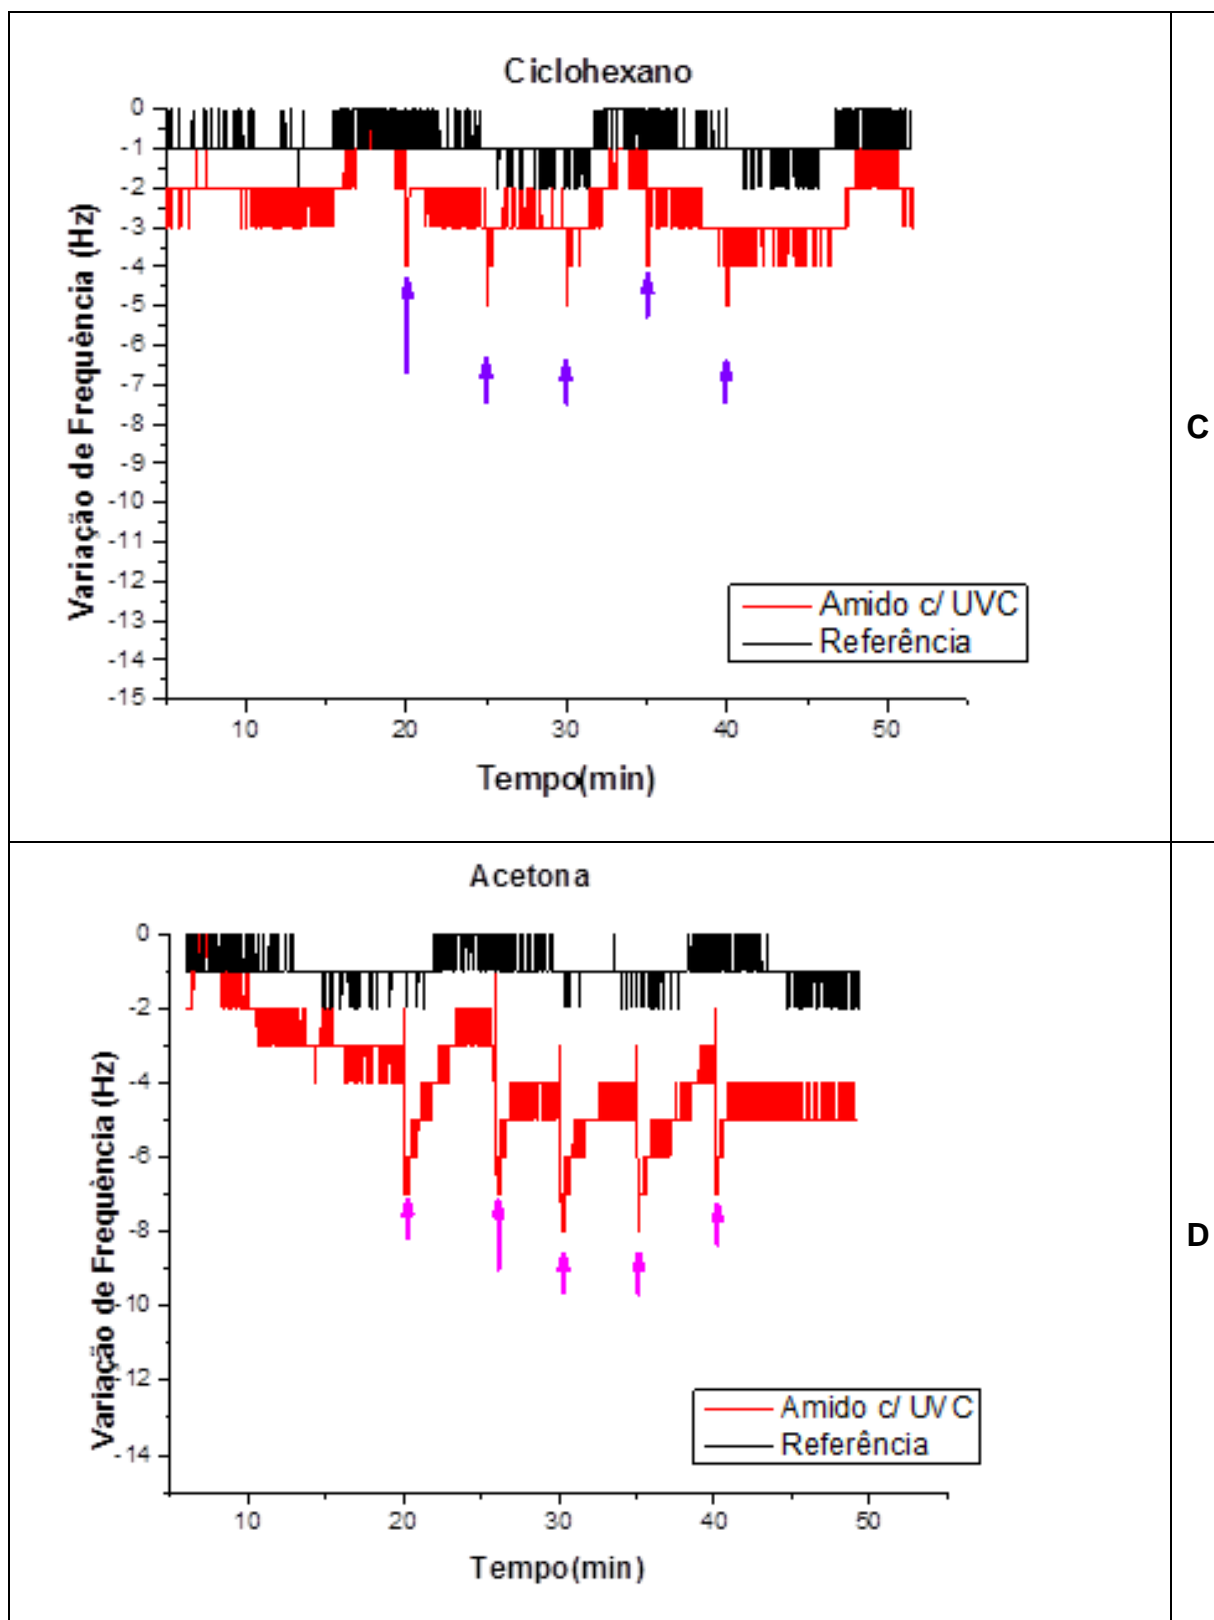 Ciclohexano
0
-1
-2
-3
-4
-5
-6
-7
-8
-9
-10
-11
-12
-13
-14
-15
Variação de Frequência (Hz)
Amido c/ UVC
Referência
10 20 30 40 50
Tempo(min)
C
Acetona
0
-2
-4
-6
-8
-10
-12
-14
Variação de Frequência (Hz)
Amido c/ UVC
Referência
10 20 30 40 50
Tempo(min)
D